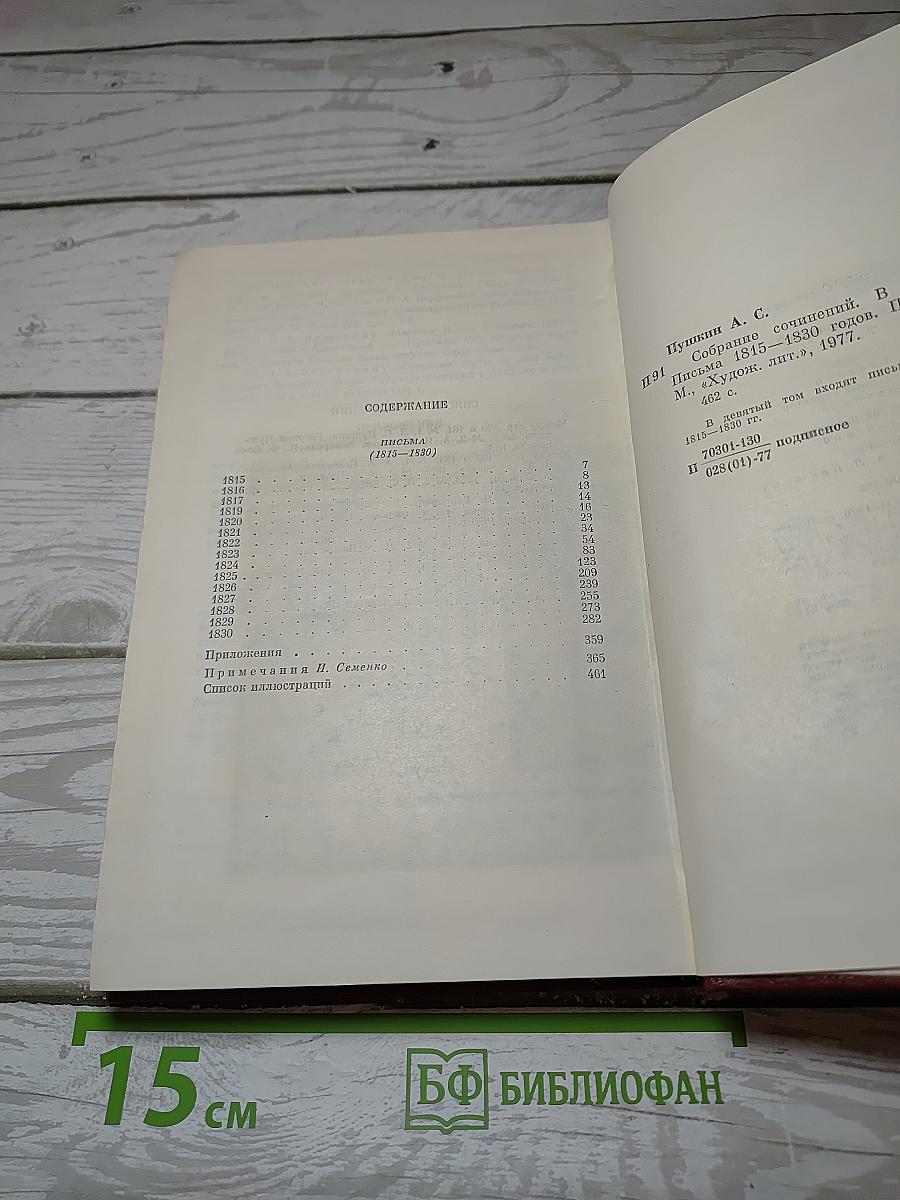 СОДЕРЖАНИЕ
ПИСЬМА
(1815—1830)
1815 . . . . . . . . . . . . . . . . . . 7
1816 . . . . . . . . . . . . . . . . . . 8
1817 . . . . . . . . . . . . . . . . . . 13
1819 . . . . . . . . . . . . . . . . . . 14
1820 . . . . . . . . . . . . . . . . . . 16
1821 . . . . . . . . . . . . . . . . . . 23
1822 . . . . . . . . . . . . . . . . . . 34
1823 . . . . . . . . . . . . . . . . . . 54
1824 . . . . . . . . . . . . . . . . . . 83
1825 . . . . . . . . . . . . . . . . . . 123
1826 . . . . . . . . . . . . . . . . . . 209
1827 . . . . . . . . . . . . . . . . . . 239
1828 . . . . . . . . . . . . . . . . . . 255
1829 . . . . . . . . . . . . . . . . . . 273
1830 . . . . . . . . . . . . . . . . . . 282
Приложения . . . . . . . . . . . . . . . . 359
Примечания И. Семенко . . . . . . . . . . 365
Список иллюстраций . . . . . . . . . . . . 461
Пушкин А. С.
П91 Собрание сочинений. В
Письма 1815—1830 годов. П
М., «Худож. лит.», 1977.
462 с.
В девятый том входят
1815—1830 гг.
П 70301-130 подписное
028(01)-77
15 см
БФ БИБЛИОФАН